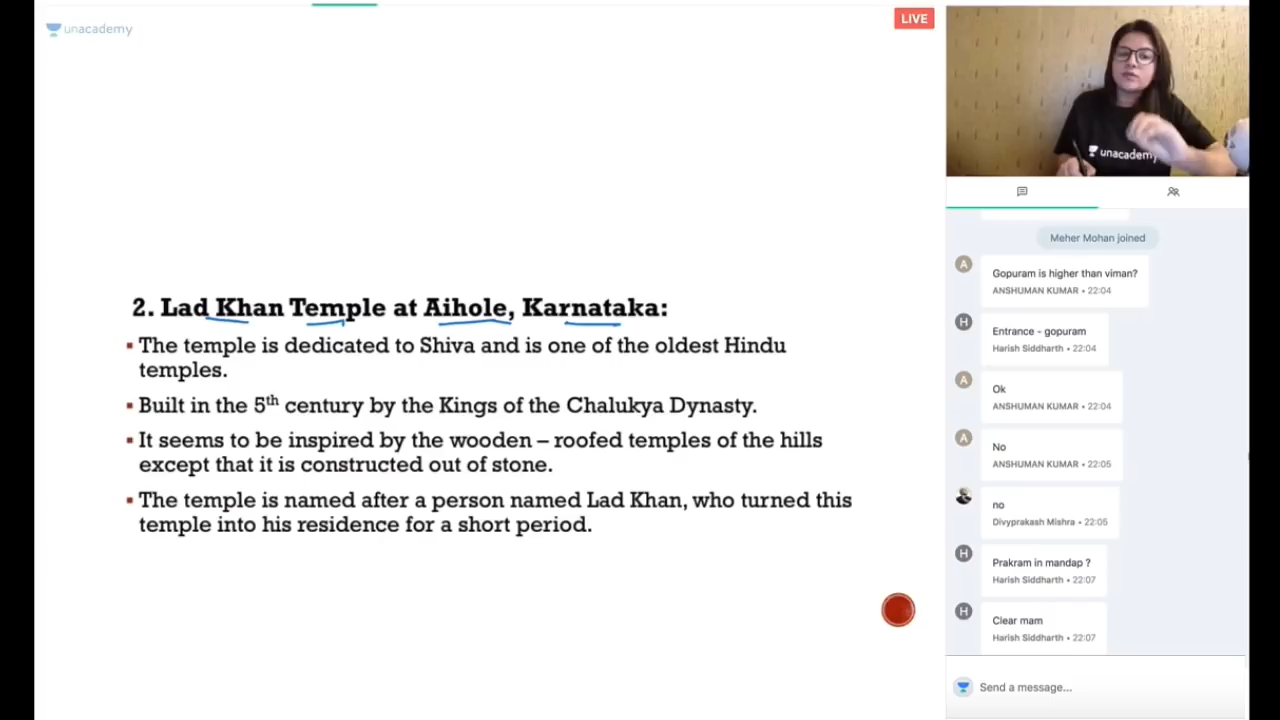 unacademy
LIVE
2. Lad Khan Temple at Aihole, Karnataka:
▪ The temple is dedicated to Shiva and is one of the oldest Hindu
temples.
▪ Built in the 5th century by the Kings of the Chalukya Dynasty.
▪ It seems to be inspired by the wooden – roofed temples of the hills
except that it is constructed out of stone.
▪ The temple is named after a person named Lad Khan, who turned this
temple into his residence for a short period.
unacademy
Meher Mohan joined
A
Gopuram is higher than viman?
ANSHUMAN KUMAR • 22:04
H
Entrance - gopuram
Harish Siddharth • 22:04
A
Ok
ANSHUMAN KUMAR • 22:04
A
No
ANSHUMAN KUMAR • 22:05
no
Divyprakash Mishra • 22:05
H
Prakram in mandap ?
Harish Siddharth • 22:07
H
Clear mam
Harish Siddharth • 22:07
Send a message...